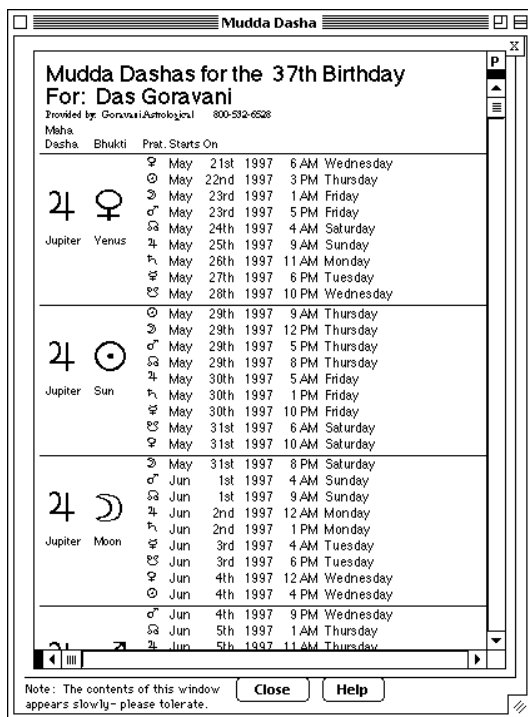 Mudda Dasha
X
P
Mudda Dashas for the 37th Birthday
For: Das Goravani
Provided by: Goravani Astrological 800-532-6528
Maha
Dasha Bhukti Prat. Starts On
♀ May 21st 1997 6 AM Wednesday
☉ May 22nd 1997 3 PM Thursday
☽ May 23rd 1997 1 AM Friday
♂ May 23rd 1997 5 PM Friday
☊ May 24th 1997 4 AM Saturday
♃ May 25th 1997 9 AM Sunday
♄ May 26th 1997 11 AM Monday
☿ May 27th 1997 6 PM Tuesday
☋ May 28th 1997 10 PM Wednesday
♃ ♀
Jupiter Venus
☉ May 29th 1997 9 AM Thursday
☽ May 29th 1997 12 PM Thursday
♂ May 29th 1997 5 PM Thursday
☊ May 29th 1997 8 PM Thursday
♃ May 30th 1997 5 AM Friday
♄ May 30th 1997 1 PM Friday
☿ May 30th 1997 10 PM Friday
☋ May 31st 1997 6 AM Saturday
♀ May 31st 1997 10 AM Saturday
♃ ☉
Jupiter Sun
☽ May 31st 1997 8 PM Saturday
♂ Jun 1st 1997 4 AM Sunday
☊ Jun 1st 1997 9 AM Sunday
♃ Jun 2nd 1997 12 AM Monday
♄ Jun 2nd 1997 1 PM Monday
☿ Jun 3rd 1997 4 AM Tuesday
☋ Jun 3rd 1997 6 PM Tuesday
♀ Jun 4th 1997 12 AM Wednesday
☉ Jun 4th 1997 4 PM Wednesday
♃ ☽
Jupiter Moon
♂ Jun 4th 1997 9 PM Wednesday
☊ Jun 5th 1997 1 AM Thursday
♃ Jun 5th 1997 11 AM Thursday
Note: The contents of this window
appears slowly- please tolerate.
Close
Help